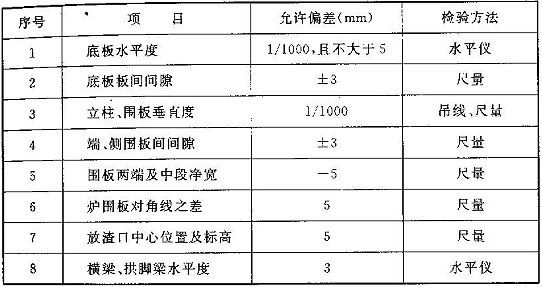 序号 项目 允许偏差(mm) 检验方法
1 底板水平度 1/1000,且不大于5 水平仪
2 底板板间间隙 ±3 尺量
3 立柱、围板垂直度 1/1000 吊线、尺量
4 端、侧围板间间隙 ±3 尺量
5 围板两端及中段净宽 -5 尺量
6 炉围板对角线之差 5 尺量
7 放渣口中心位置及标高 5 尺量
8 横梁、拱脚梁水平度 3 水平仪